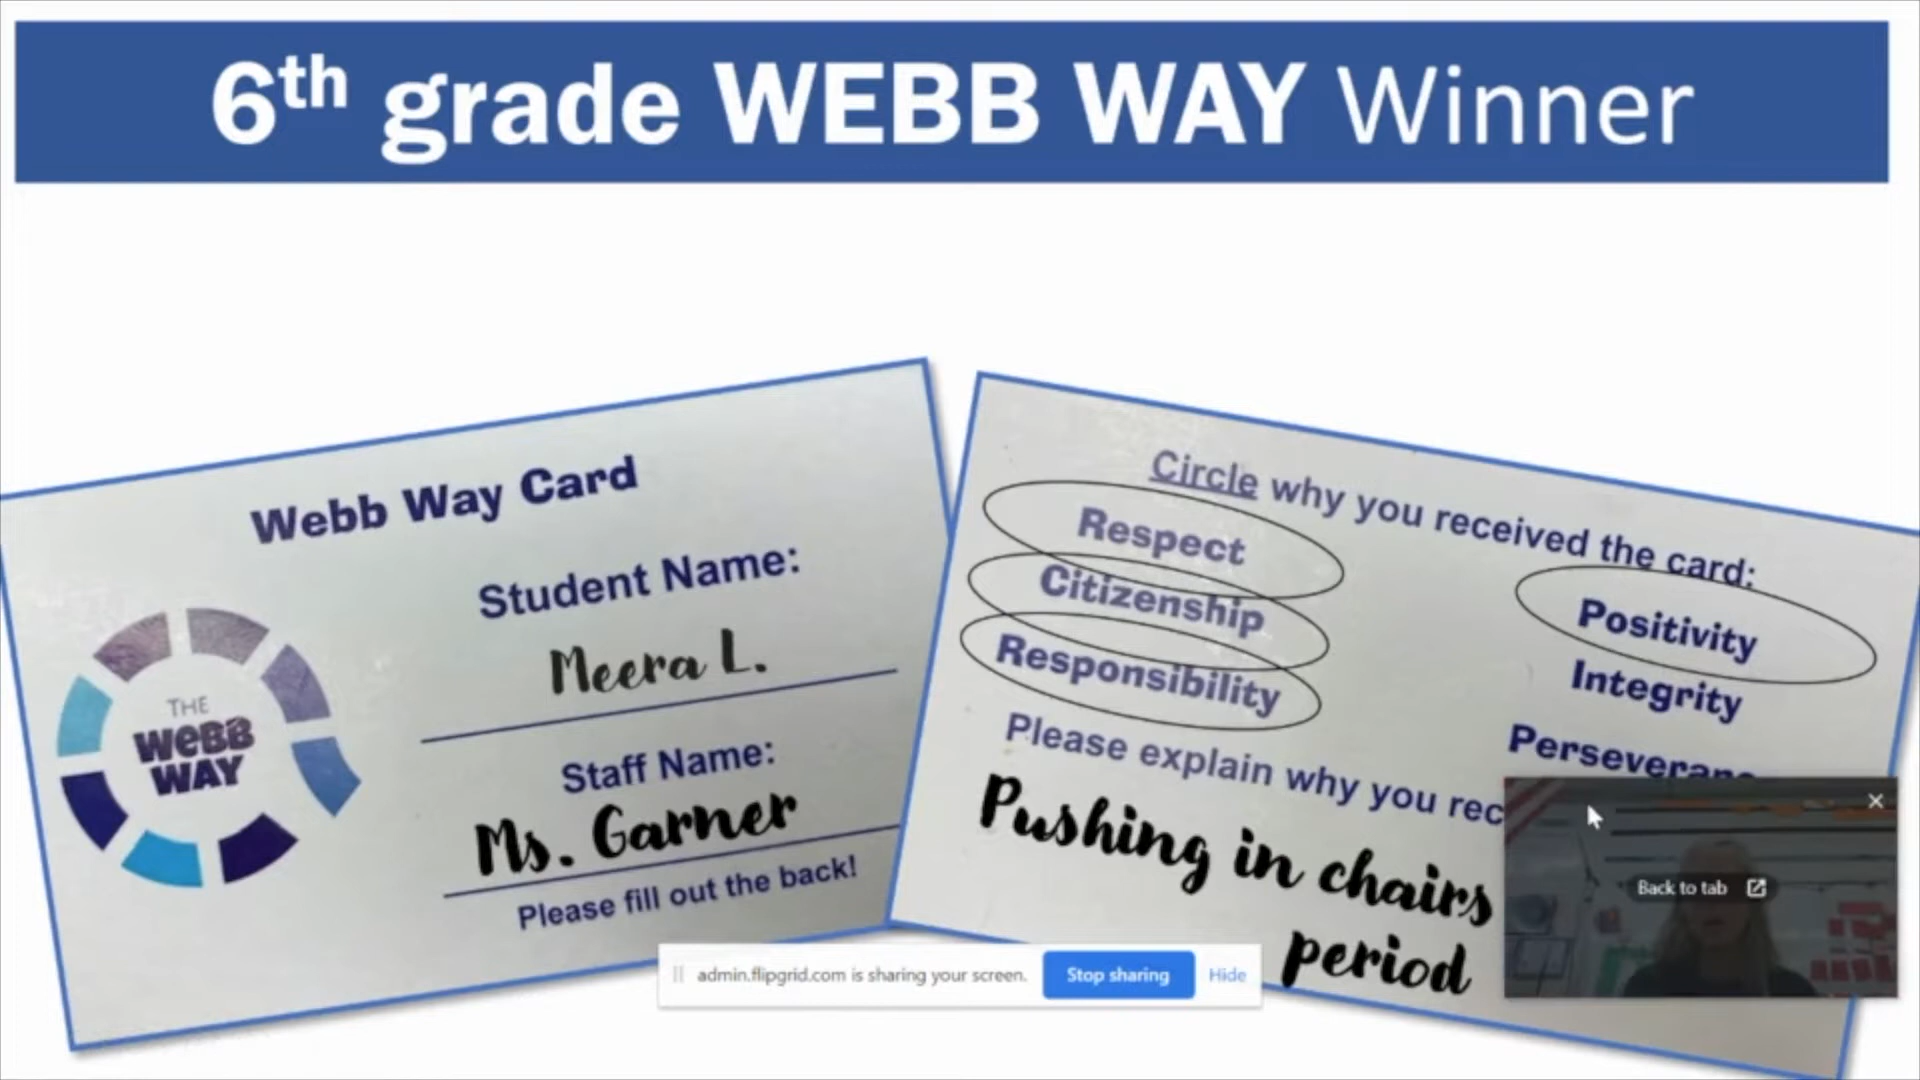 6th grade WEBB WAY Winner
Webb Way Card
Student Name:
Meera L.
Staff Name:
Ms. Garner
Please fill out the back!
THE
WEBB
WAY
Circle why you received the card:
Respect
Citizenship
Responsibility
Positivity
Integrity
Please explain why you
Pushing in chairs
period
Back to tab
admin.flipgrid.com is sharing your screen.
Stop sharing
Hide